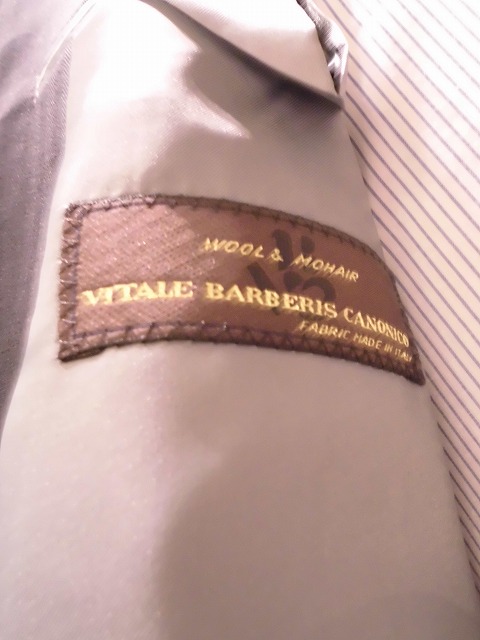 WOOL & MOHAIR
VITALE BARBERIS CANONICO
FABRIC MADE IN ITALY